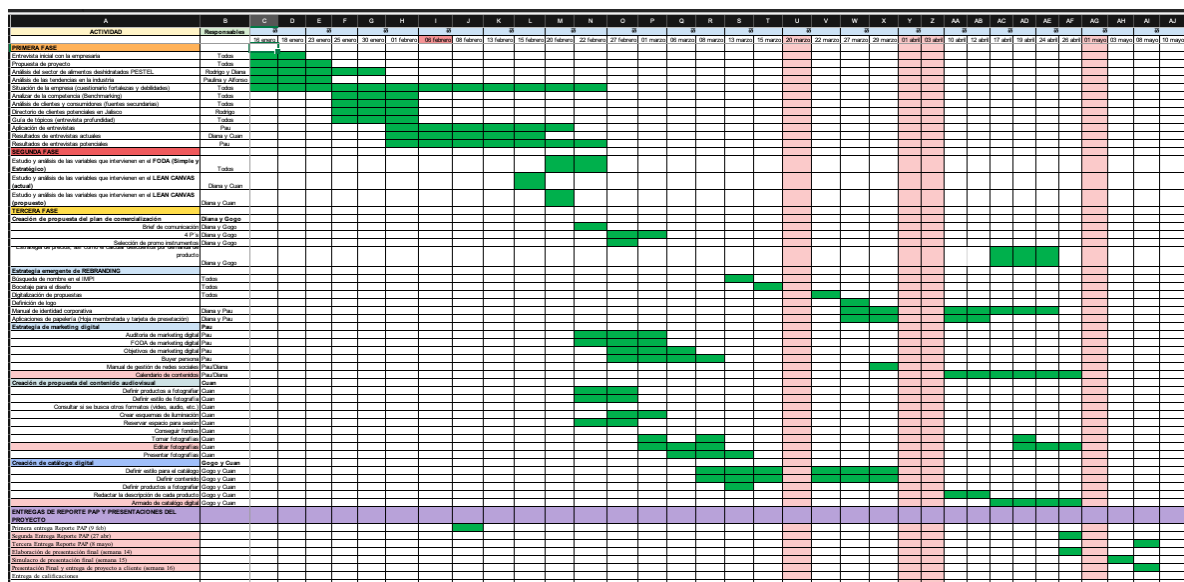 A B C D E F G H I J K L M N O P Q R S T U V W X Y Z AA AB AC AD AE AF AG AH AI AJ
ACTIVIDAD Responsables
16 enero 18 enero 23 enero 25 enero 30 enero 01 febrero 06 febrero 08 febrero 13 febrero 15 febrero 20 febrero 22 febrero 27 febrero 01 marzo 06 marzo 08 marzo 13 marzo 15 marzo 20 marzo 22 marzo 27 marzo 29 marzo 01 abril 03 abril 10 abril 12 abril 17 abril 19 abril 24 abril 26 abril 01 mayo 03 mayo 08 mayo 10 mayo
PRIMERA FASE
Entrevista inicial con la empresaria Todos
Propuesta de proyecto Todos
Análisis del sector de alimentos deshidratados PESTEL Rodrigo y Diana
Análisis de las tendencias en la industria Paulina y Alfonso
Situación de la empresa (cuestionario fortalezas y debilidades) Todos
Analizar de la competencia (Benchmarking) Todos
Análisis de clientes y consumidores (fuentes secundarias) Todos
Directorio de clientes potenciales en Jalisco Rodrigo
Guía de tópicos (entrevista profundidad) Todos
Aplicación de entrevistas Pau
Resultados de entrevistas actuales Diana y Cuan
Resultados de entrevistas potenciales Pau
SEGUNDA FASE
Estudio y análisis de las variables que intervienen en el FODA (Simple y
Estratégico) Todos
Estudio y análisis de las variables que intervienen en el LEAN CANVAS
(actual) Diana y Cuan
Estudio y análisis de las variables que intervienen en el LEAN CANVAS
(propuesto) Diana y Cuan
TERCERA FASE
Creación de propuesta del plan de comercialización Diana y Gogo
Brief de comunicación Diana y Gogo
4 P's Diana y Gogo
Selección de promo instrumentos Diana y Gogo
producto
Diana y Gogo
Estrategia emergente de REBRANDING
Búsqueda de nombre en el IMPI Todos
Bocetaje para el diseño Todos
Digitalización de propuestas Todos
Definición de logo
Manual de identidad corporativa Diana y Pau
Aplicaciones de papelería (Hoja membretada y tarjeta de presetación) Diana y Pau
Estrategia de marketing digital Pau
Auditoría de marketing digital Pau
FODA de marketing digital Pau
Objetivos de marketing digital Pau
Buyer persona Pau
Manual de gestión de redes sociales Pau/Diana
Calendario de contenidos Pau/Diana
Creación de propuesta del contenido audiovisual Cuan
Definir productos a fotografiar Cuan
Definir estilo de fotografía Cuan
Consultar si se busca otros formatos (video, audio, etc.) Cuan
Crear esquemas de iluminación Cuan
Reservar espacio para sesión Cuan
Conseguir fondos Cuan
Tomar fotografías Cuan
Editar fotografías Cuan
Presentar fotografías Cuan
Creación de catálogo digital Gogo y Cuan
Definir estilo para el catálogo Gogo y Cuan
Definir contenido Gogo y Cuan
Definir productos a fotografiar Gogo y Cuan
Redactar la descripción de cada producto Gogo y Cuan
Armado de catálogo digital Gogo y Cuan
ENTREGAS DE REPORTE PAP Y PRESENTACIONES DEL
PROYECTO
Primera entrega Reporte PAP (9 feb)
Segunda Entrega Reporte PAP (27 abr)
Tercera Entrega Reporte PAP (8 mayo)
Elaboración de presentación final (semana 14)
Simulacro de presentación final (semana 15)
Presentación Final y entrega de proyecto a cliente (semana 16)
Entrega de calificaciones